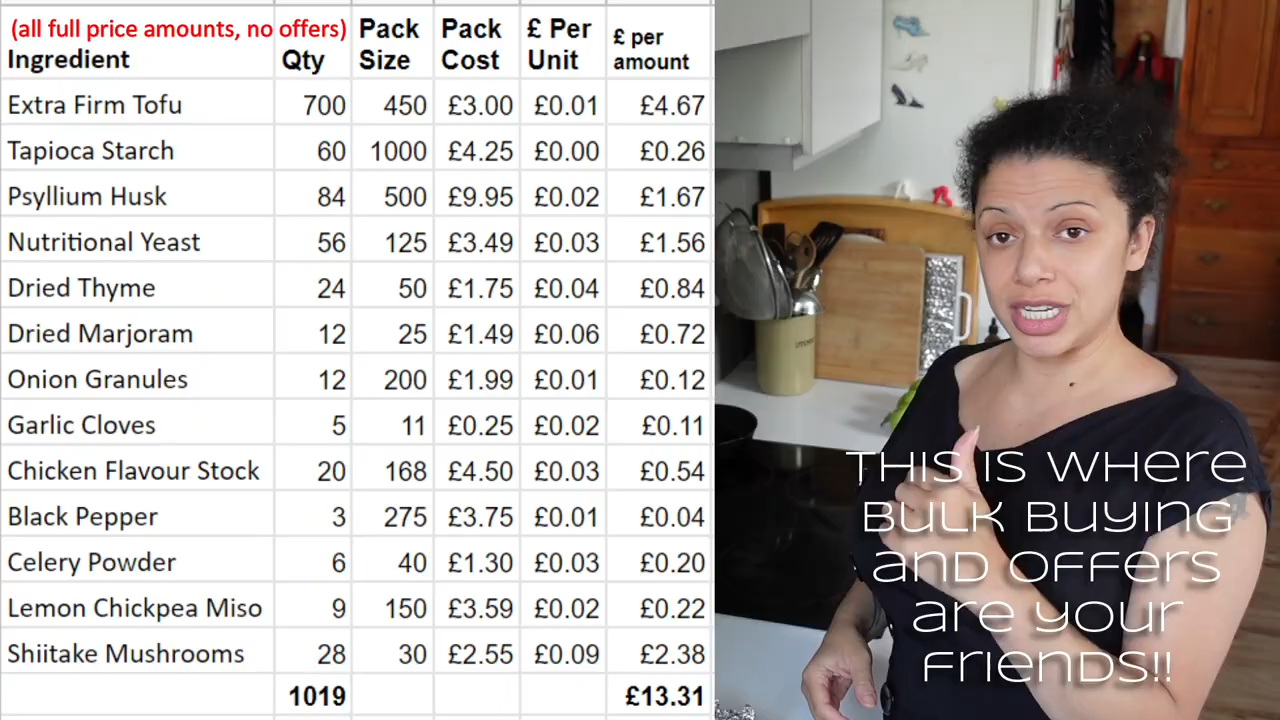 (all full price amounts, no offers)
Ingredient Qty Pack Size Pack Cost £ Per Unit £ per amount
Extra Firm Tofu 700 450 £3.00 £0.01 £4.67
Tapioca Starch 60 1000 £4.25 £0.00 £0.26
Psyllium Husk 84 500 £9.95 £0.02 £1.67
Nutritional Yeast 56 125 £3.49 £0.03 £1.56
Dried Thyme 24 50 £1.75 £0.04 £0.84
Dried Marjoram 12 25 £1.49 £0.06 £0.72
Onion Granules 12 200 £1.99 £0.01 £0.12
Garlic Cloves 5 11 £0.25 £0.02 £0.11
Chicken Flavour Stock 20 168 £4.50 £0.03 £0.54
Black Pepper 3 275 £3.75 £0.01 £0.04
Celery Powder 6 40 £1.30 £0.03 £0.20
Lemon Chickpea Miso 9 150 £3.59 £0.02 £0.22
Shiitake Mushrooms 28 30 £2.55 £0.09 £2.38
1019 £13.31
THIS IS WHERE
BULK BUYING
AND OFFERS
ARE YOUR
FRIENDS!!